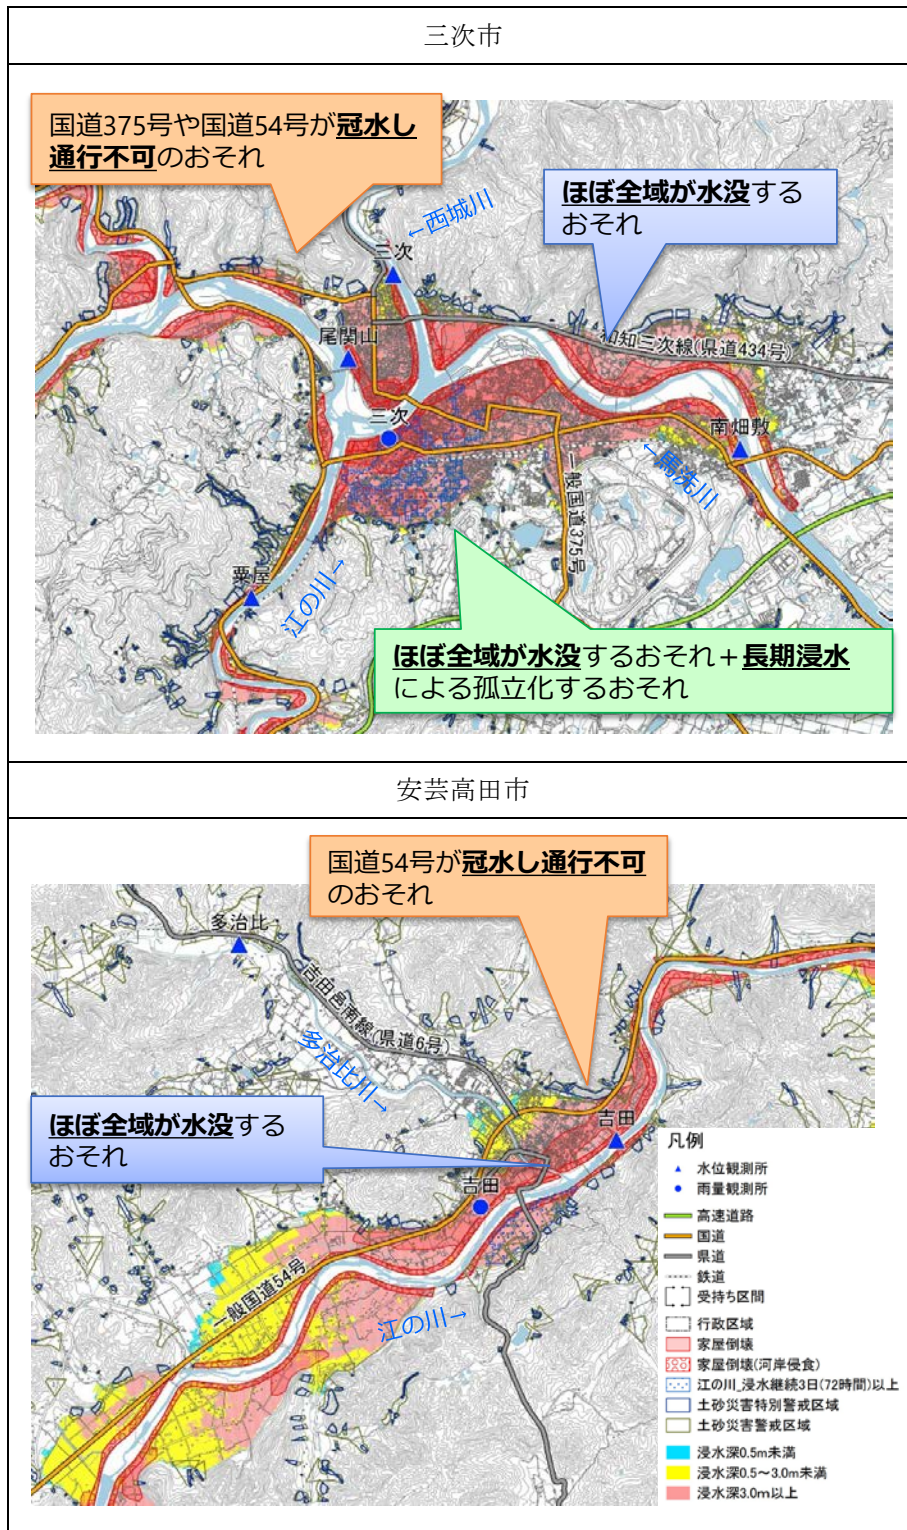 三次市
国道375号や国道54号が冠水し
通行不可のおそれ
ほぼ全域が水没する
おそれ
←西城川
三次
尾関山
和知三次線(県道434号)
三次
南畑敷
←馬洗川
一般国道375号
粟屋
江の川→
ほぼ全域が水没するおそれ+長期浸水
による孤立化するおそれ
安芸高田市
国道54号が冠水し通行不可
のおそれ
多治比
吉田邑南線(県道6号)
多治比川→
ほぼ全域が水没する
おそれ
吉田
吉田
一般国道54号
江の川→
凡例
水位観測所
雨量観測所
高速道路
国道
県道
鉄道
受持ち区間
行政区域
家屋倒壊
家屋倒壊(河岸侵食)
江の川_浸水継続3日(72時間)以上
土砂災害特別警戒区域
土砂災害警戒区域
浸水深0.5m未満
浸水深0.5~3.0m未満
浸水深3.0m以上